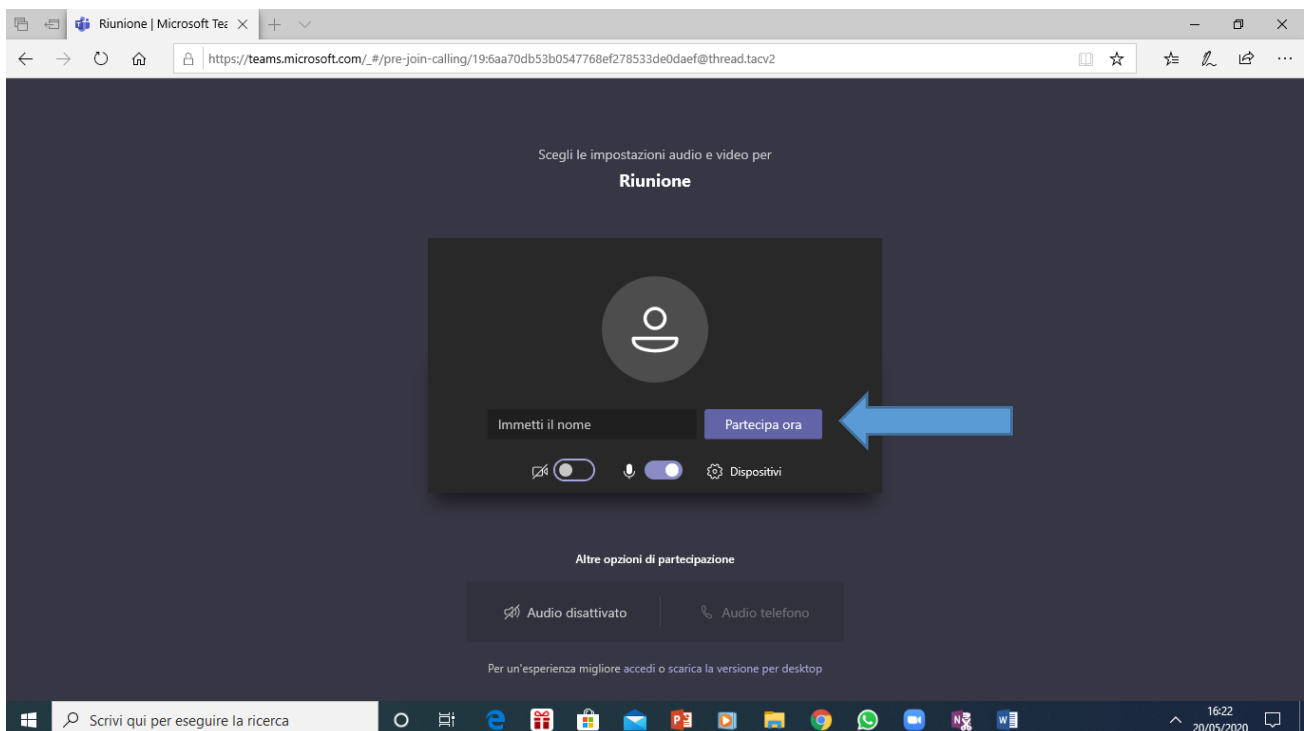 Riunione | Microsoft Tea
https://teams.microsoft.com/_#/pre-join-calling/19:6aa70db53b0547768ef278533de0daef@thread.tacv2
Scegli le impostazioni audio e video per
Riunione
Immetti il nome
Partecipa ora
Dispositivi
Altre opzioni di partecipazione
Audio disattivato
Audio telefono
Per un'esperienza migliore accedi o scarica la versione per desktop
Scrivi qui per eseguire la ricerca
16:22
20/05/2020